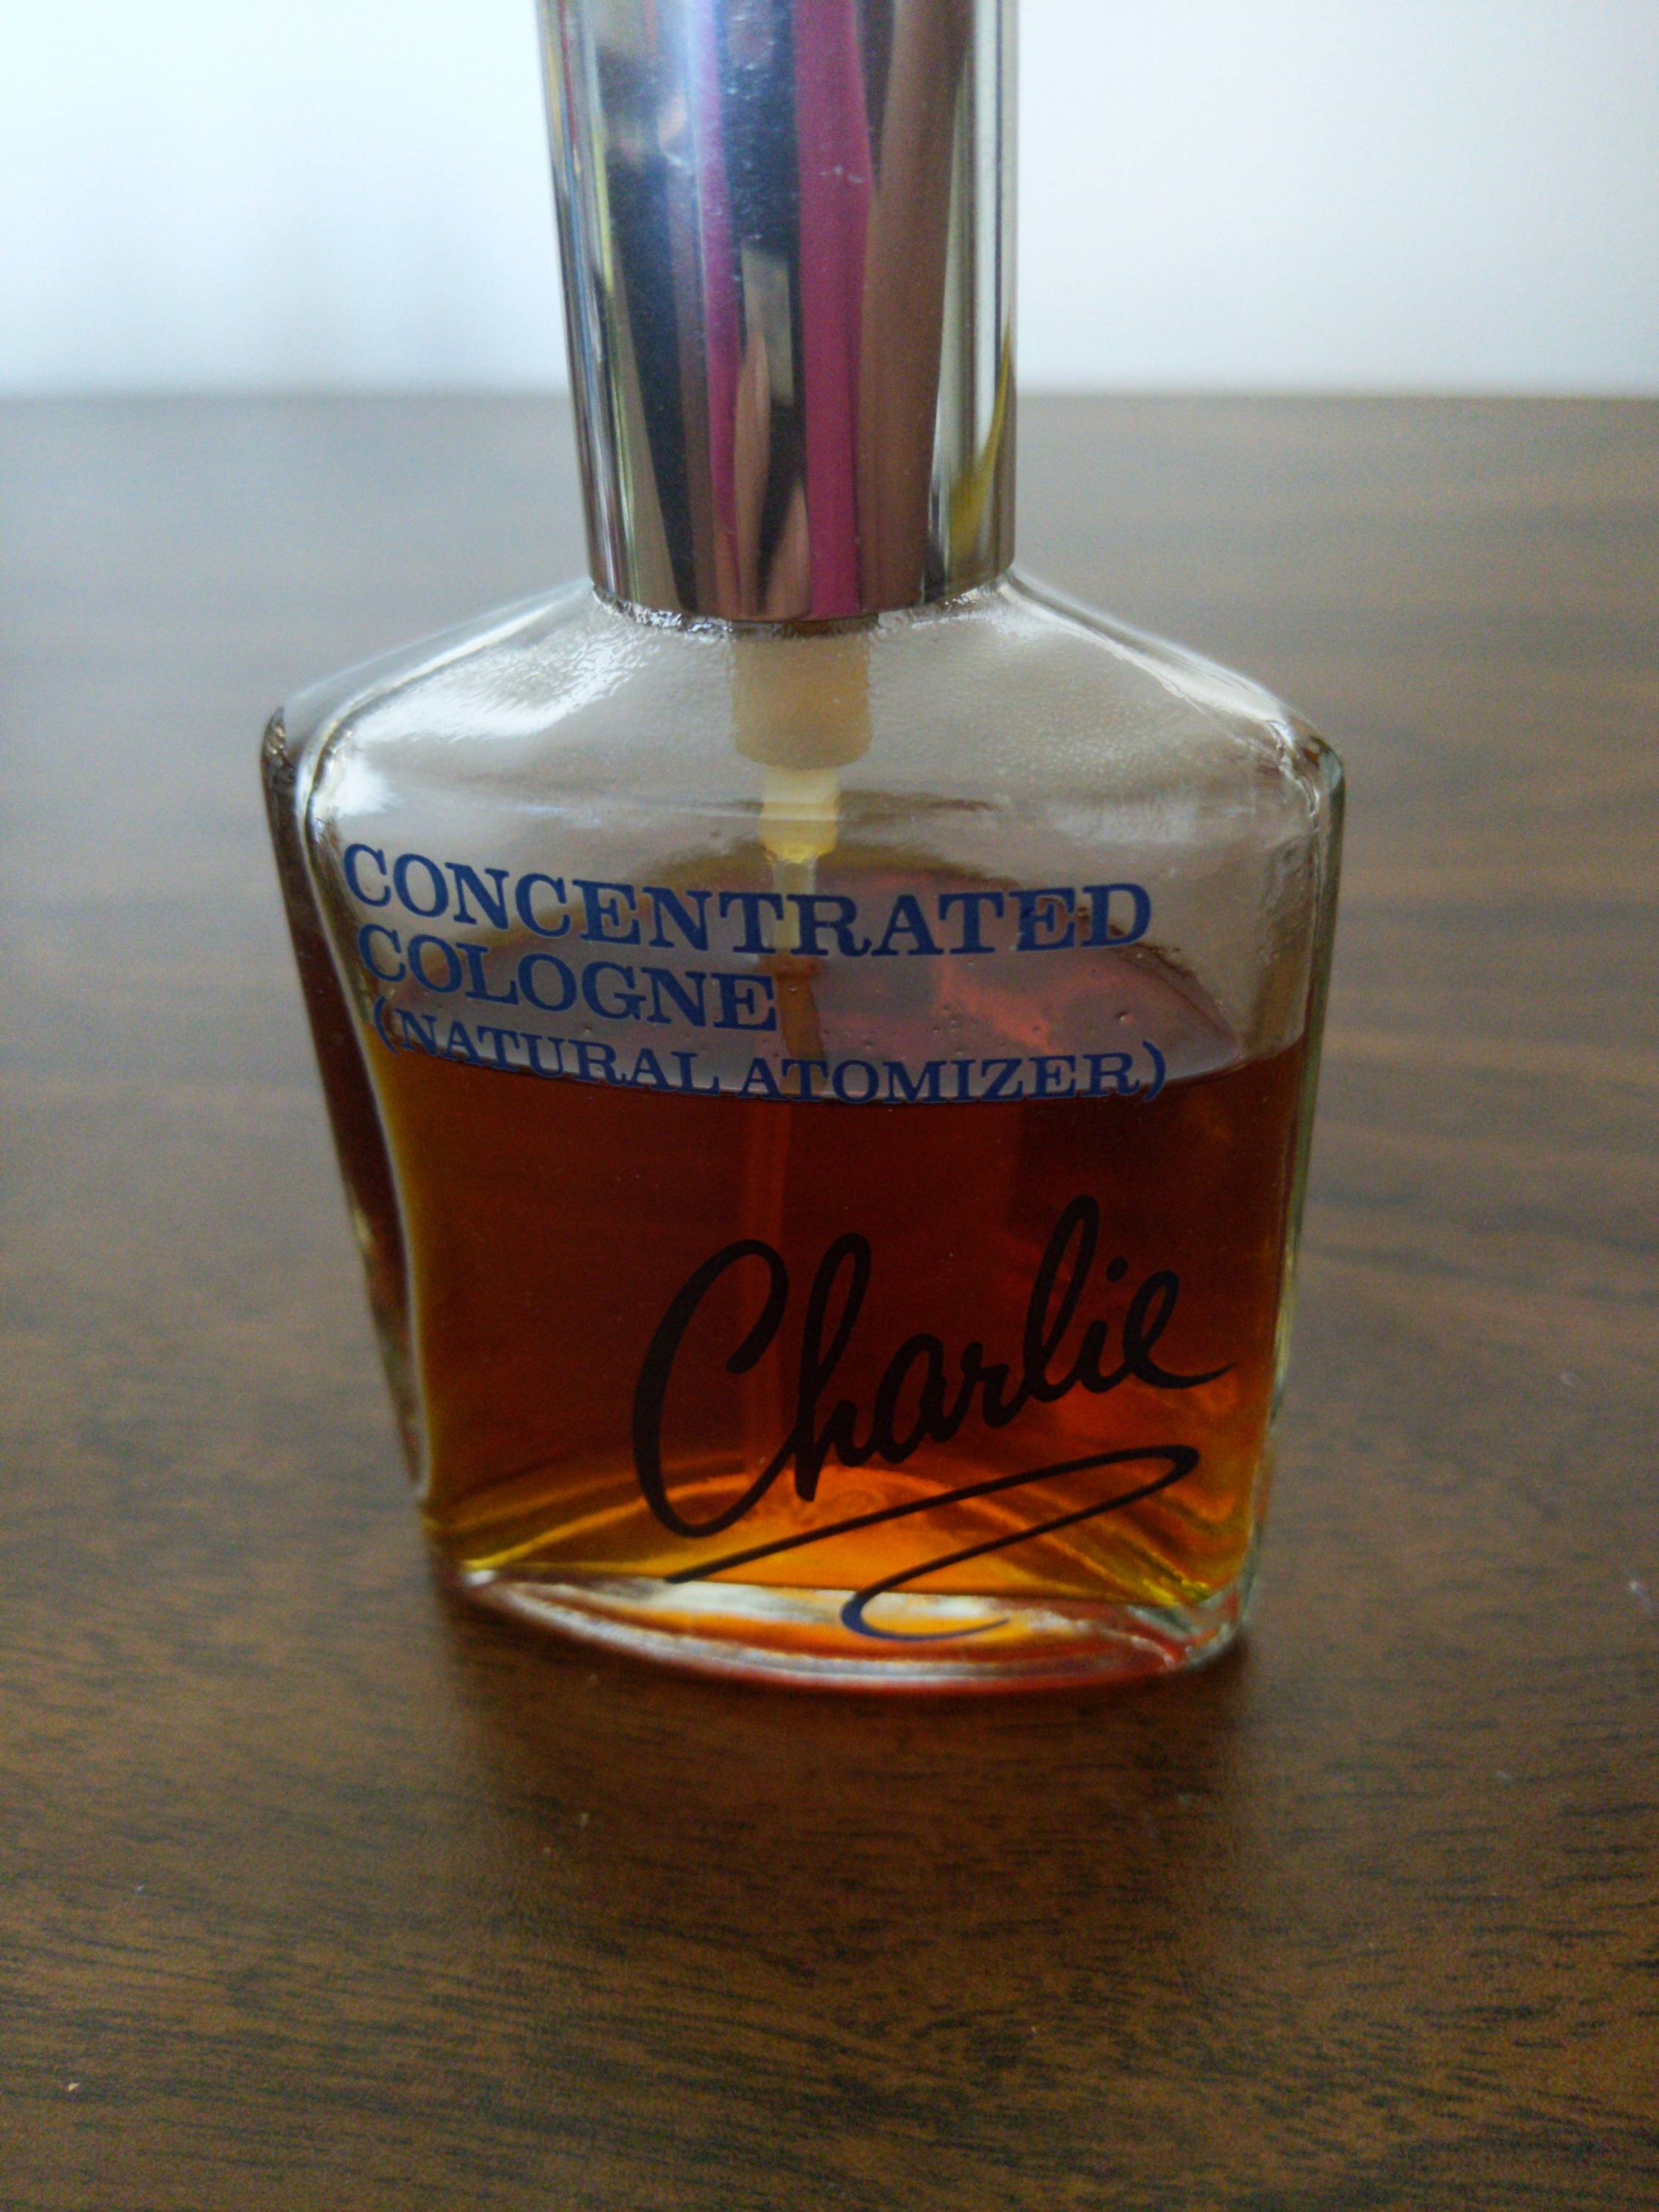 CONCENTRATED
COLOGNE
(NATURAL ATOMIZER)
Charlie